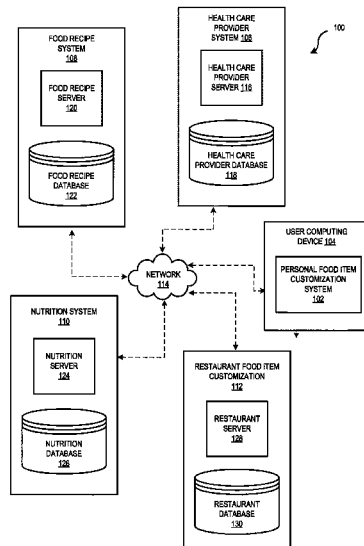 100
FOOD RECIPE
SYSTEM
108
FOOD RECIPE
SERVER
120
FOOD RECIPE
DATABASE
122
HEALTH CARE
PROVIDER
SYSTEM
106
HEALTH CARE
PROVIDER
SERVER
116
HEALTH CARE
PROVIDER DATABASE
118
NETWORK
114
USER COMPUTING
DEVICE 104
PERSONAL FOOD ITEM
CUSTOMIZATION
SYSTEM
102
NUTRITION SYSTEM
110
NUTRITION
SERVER
124
NUTRITION
DATABASE
126
RESTAURANT FOOD ITEM
CUSTOMIZATION
112
RESTAURANT
SERVER
128
RESTAURANT
DATABASE
130